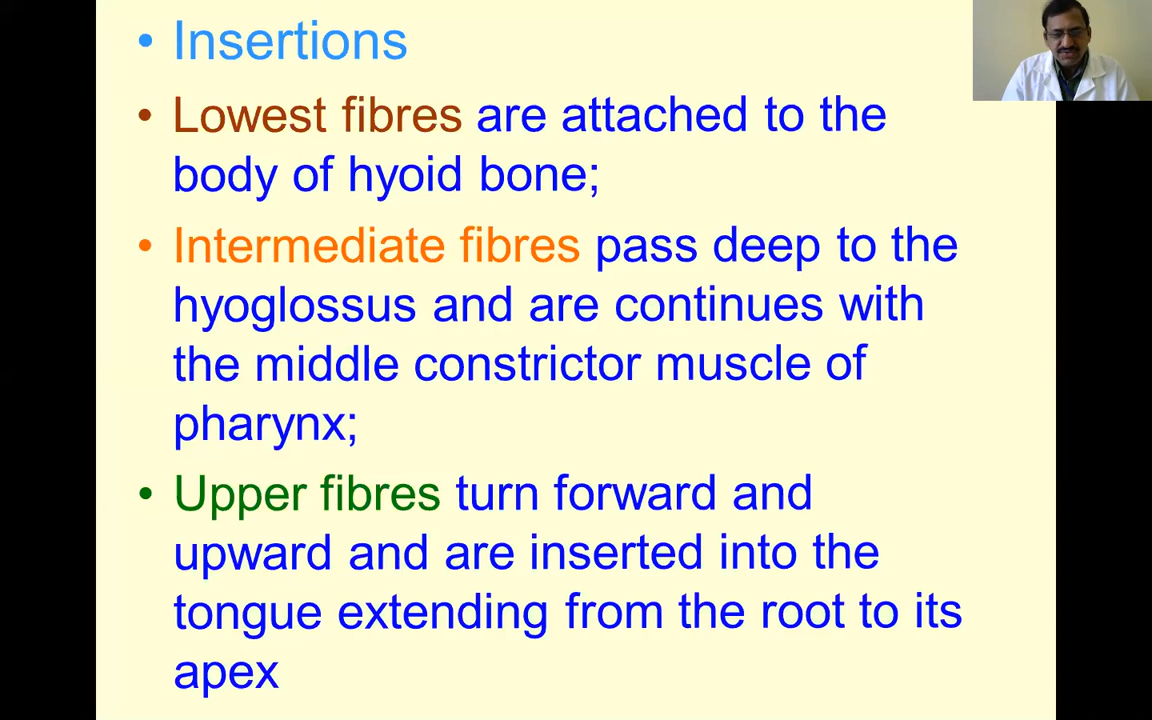 • Insertions
• Lowest fibres are attached to the
body of hyoid bone;
• Intermediate fibres pass deep to the
hyoglossus and are continues with
the middle constrictor muscle of
pharynx;
• Upper fibres turn forward and
upward and are inserted into the
tongue extending from the root to its
apex